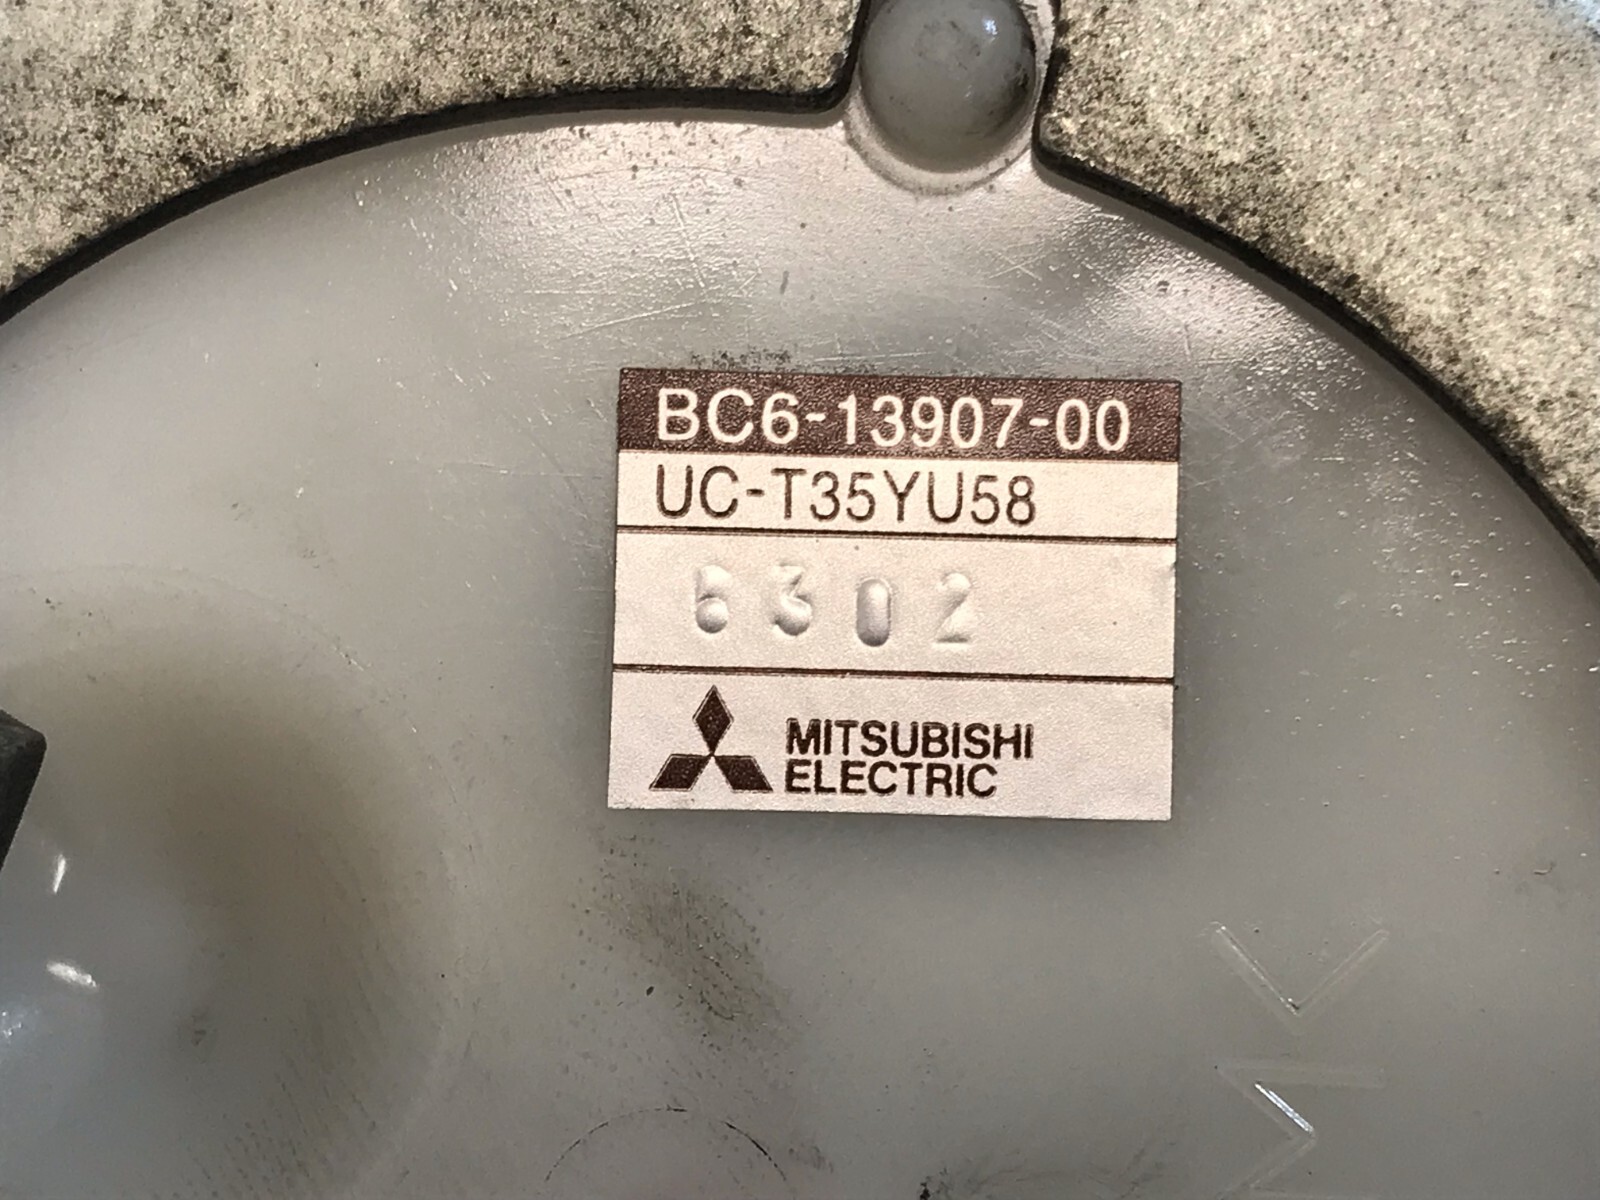 BC6-13907-00
UC-T35YU58
6302
MITSUBISHI
ELECTRIC